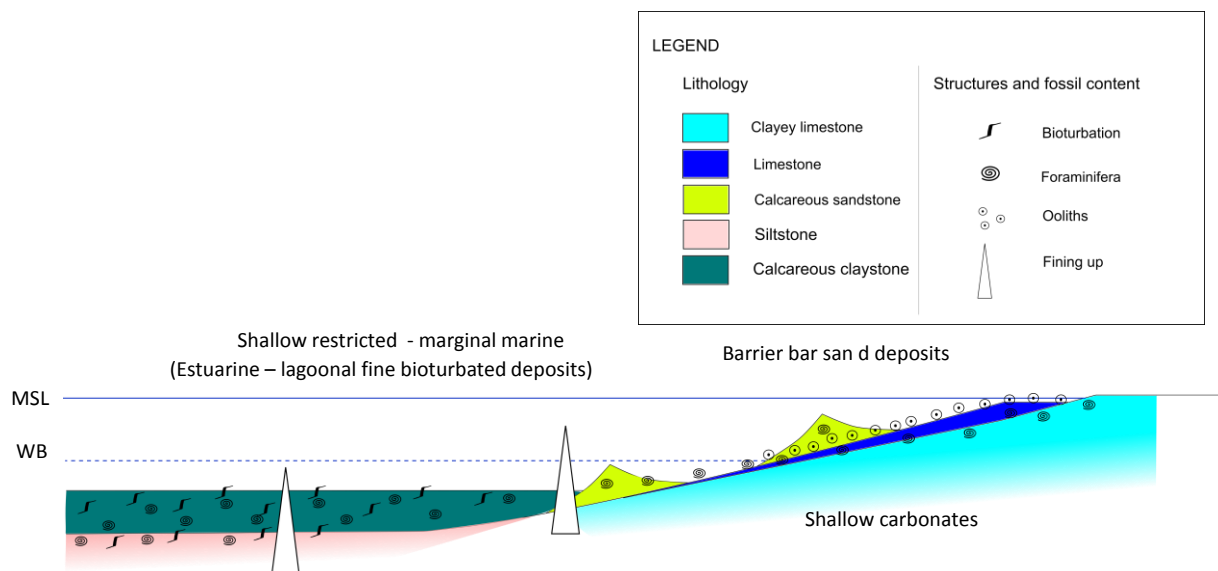 LEGEND
Lithology
Structures and fossil content
Clayey limestone
Limestone
Calcareous sandstone
Siltstone
Calcareous claystone
Bioturbation
Foraminifera
Ooliths
Fining up
Shallow restricted - marginal marine
(Estuarine – lagoonal fine bioturbated deposits)
Barrier bar san d deposits
MSL
WB
Shallow carbonates